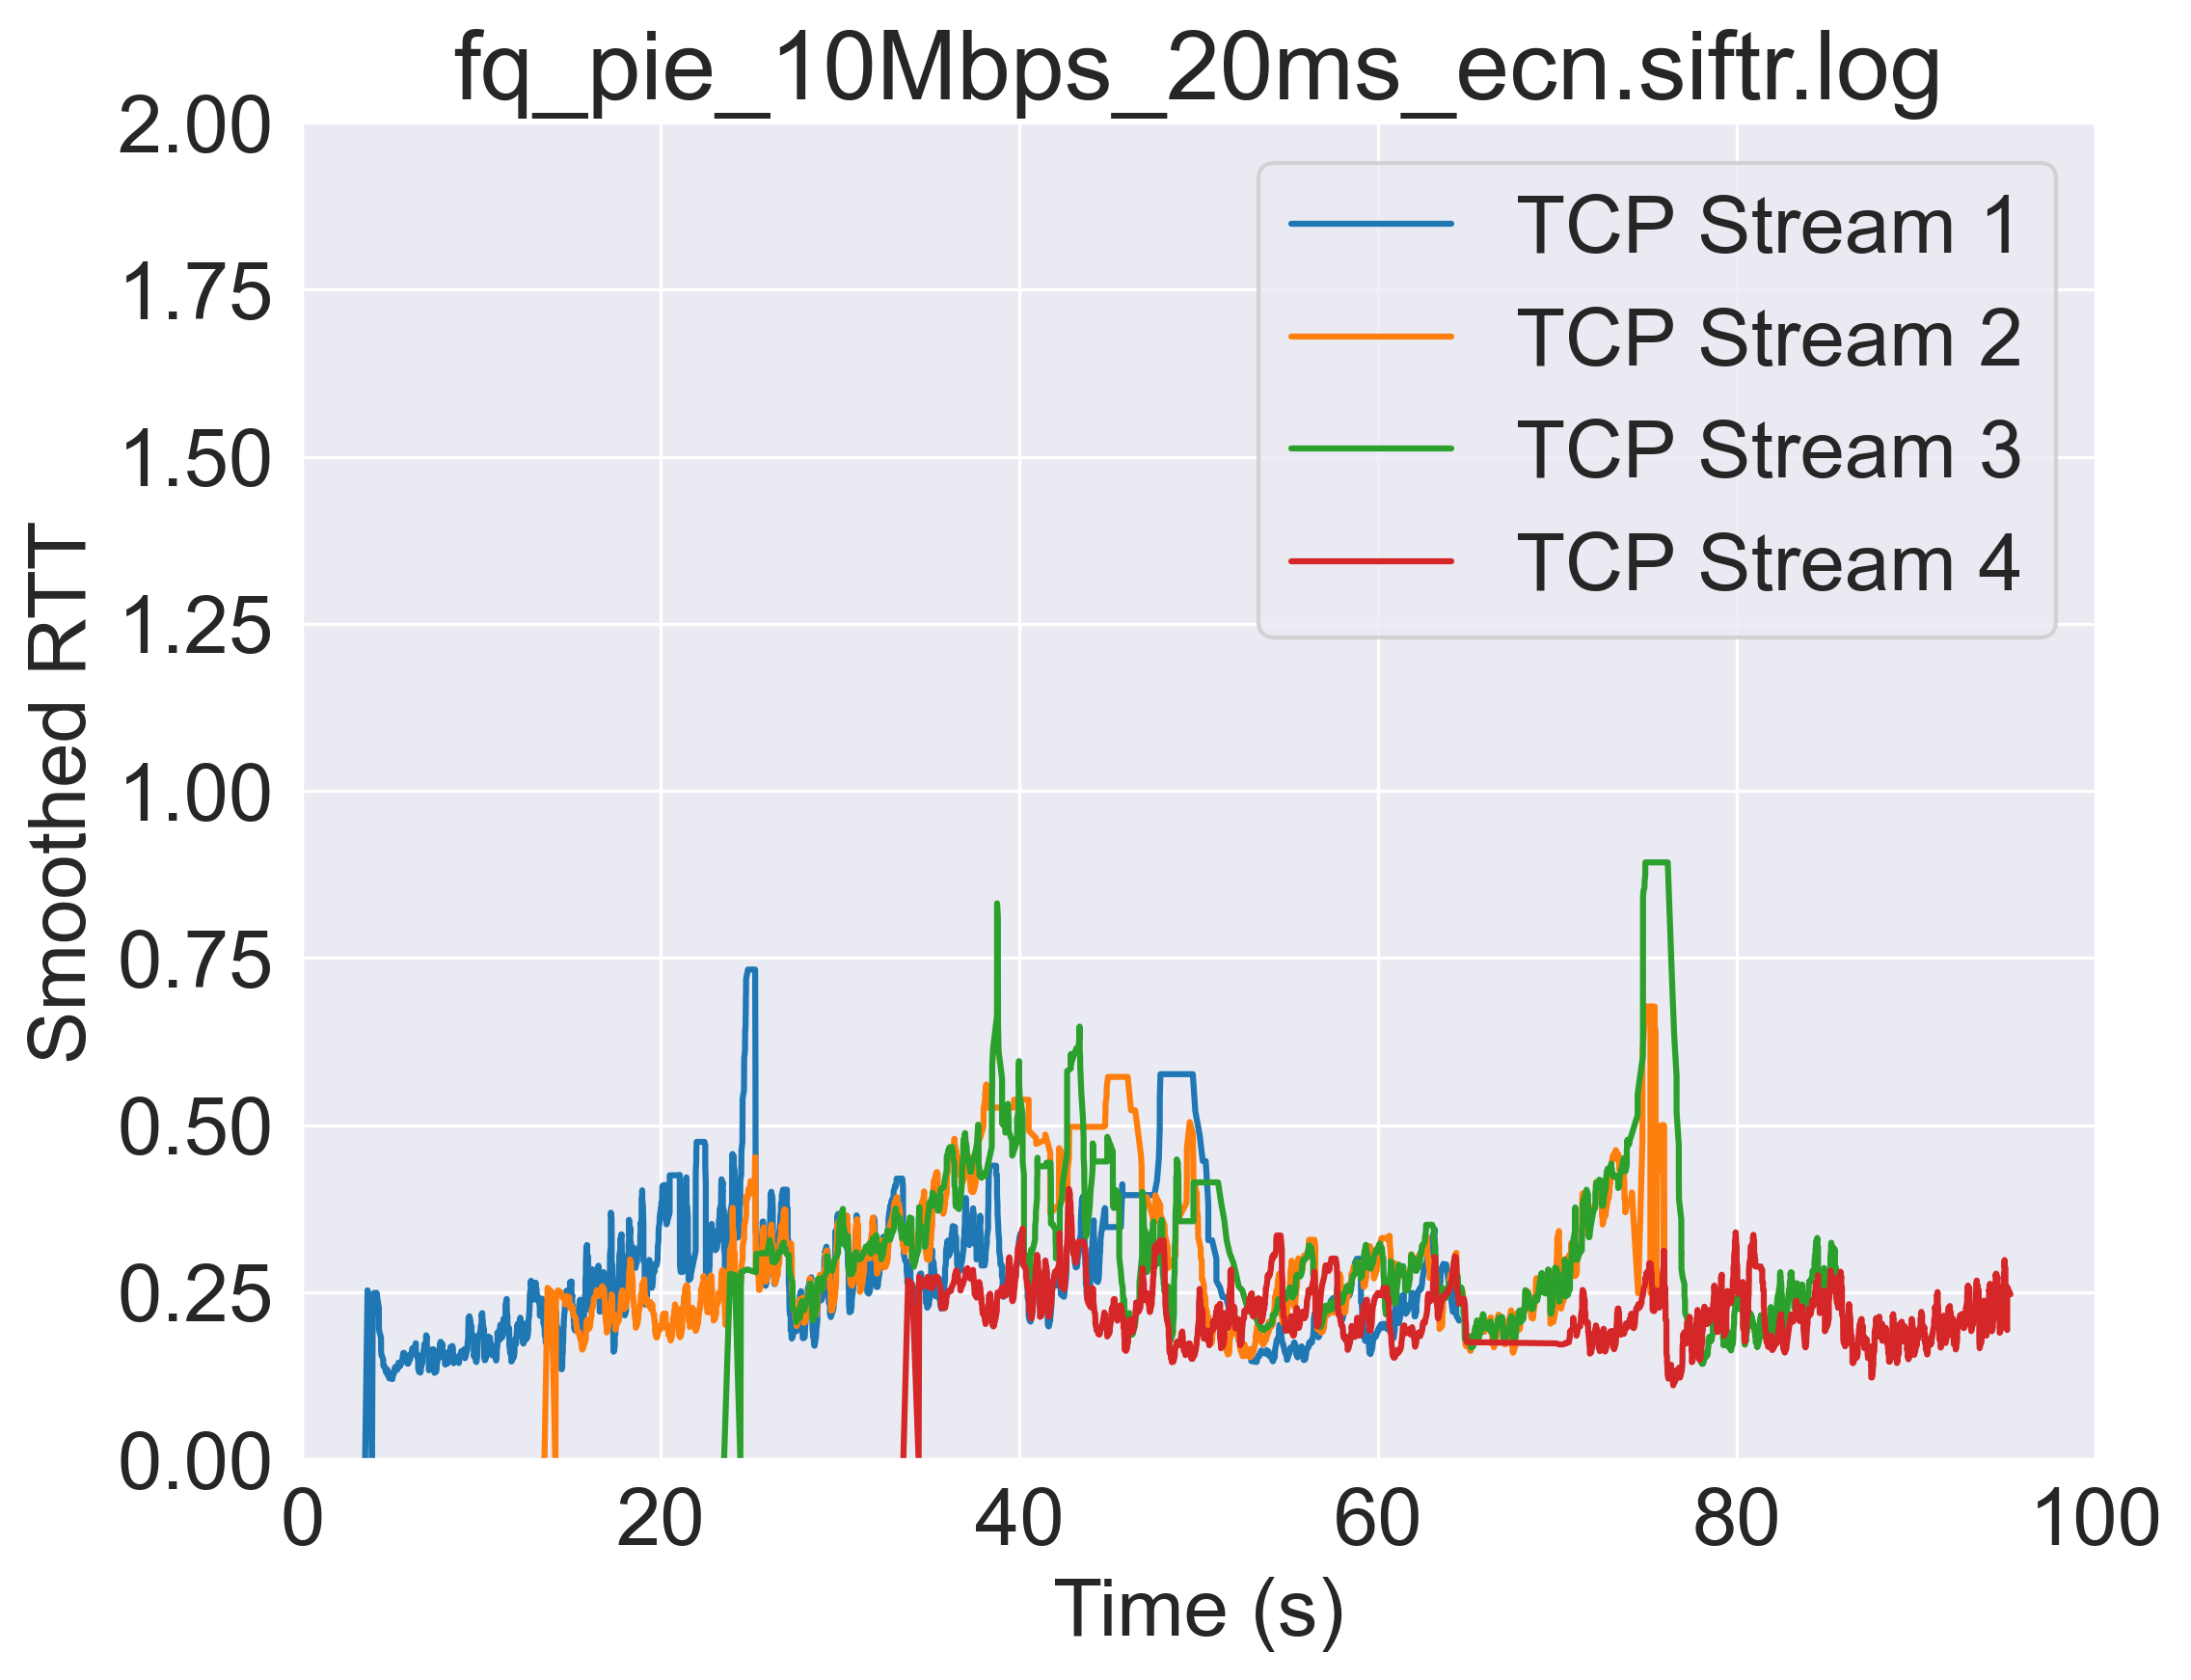 fq_pie_10Mbps_20ms_ecn.siftr.log
2.00
1.75
1.50
1.25
1.00
0.75
0.50
0.25
0.00
Smoothed RTT
TCP Stream 1
TCP Stream 2
TCP Stream 3
TCP Stream 4
0 20 40 60 80 100
Time (s)